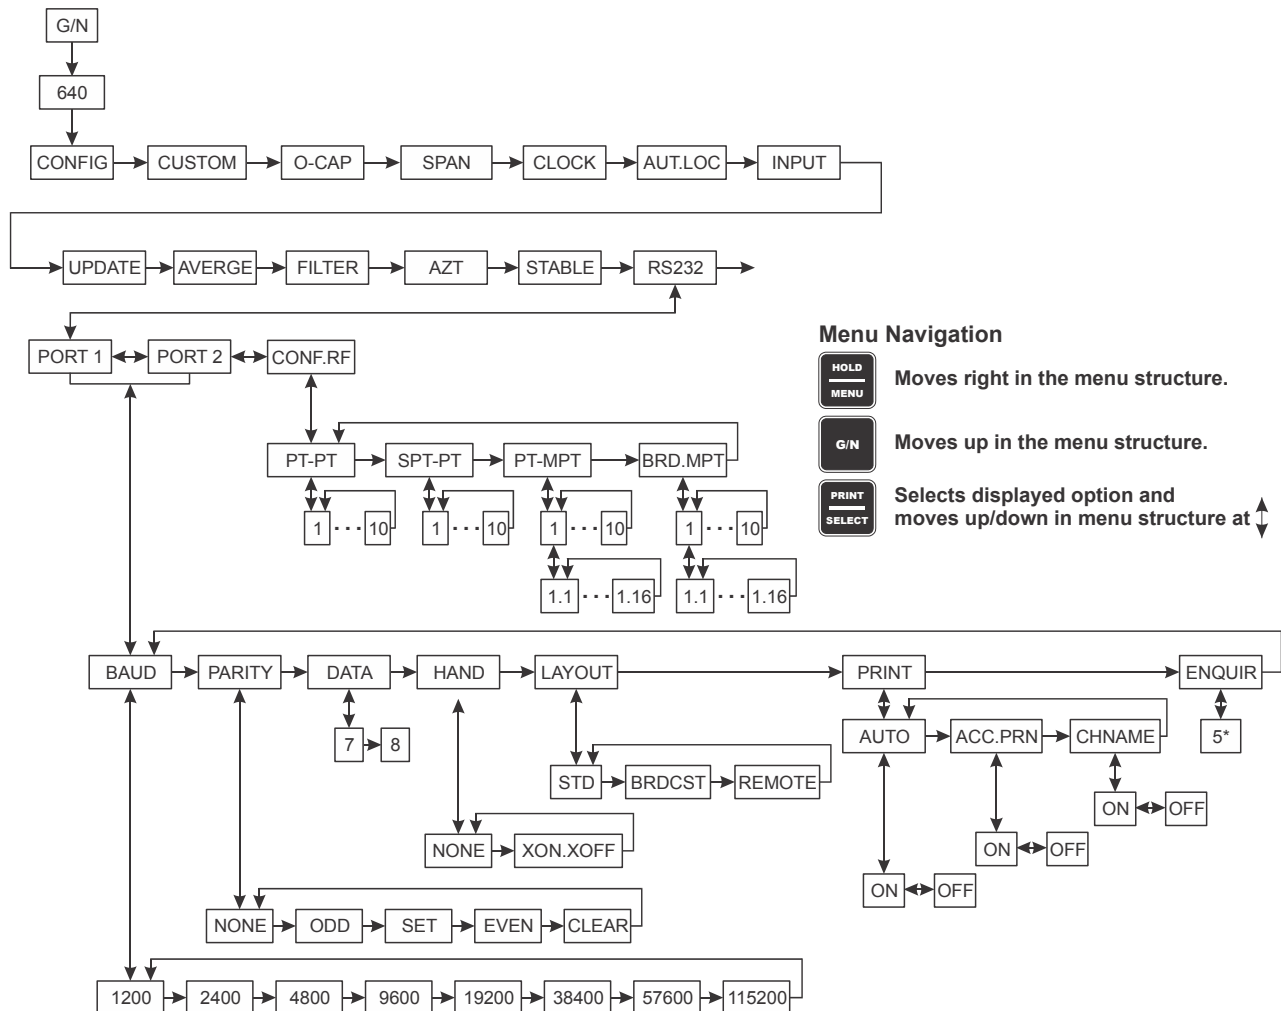 G/N
640
CONFIG CUSTOM O-CAP SPAN CLOCK AUT.LOC INPUT
UPDATE AVERGE FILTER AZT STABLE RS232
PORT 1 PORT 2 CONF.RF
Menu Navigation
HOLD
MENU
Moves right in the menu structure.
G/N
Moves up in the menu structure.
PRINT
SELECT
Selects displayed option and
moves up/down in menu structure at
PT-PT SPT-PT PT-MPT BRD.MPT
1 ··· 10 1 ··· 10 1 ··· 10 1 ··· 10
1.1 ··· 1.16 1.1 ··· 1.16
BAUD PARITY DATA HAND LAYOUT PRINT ENQUIR
7 8 AUTO ACC.PRN CHNAME 5*
STD BRDCST REMOTE
ON OFF
NONE XON.XOFF ON OFF
ON OFF
NONE ODD SET EVEN CLEAR
1200 2400 4800 9600 19200 38400 57600 115200